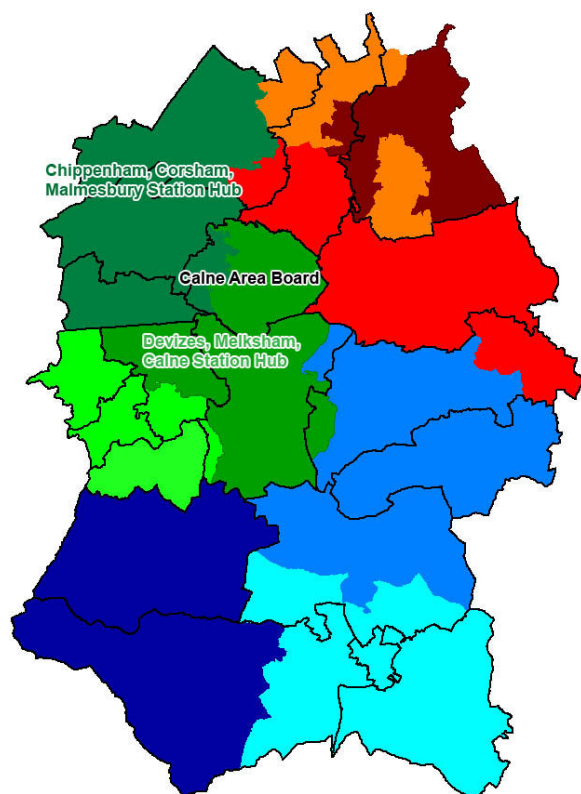 Chippenham, Corsham,
Malmesbury Station Hub
Calne Area Board
Devizes, Melksham,
Calne Station Hub